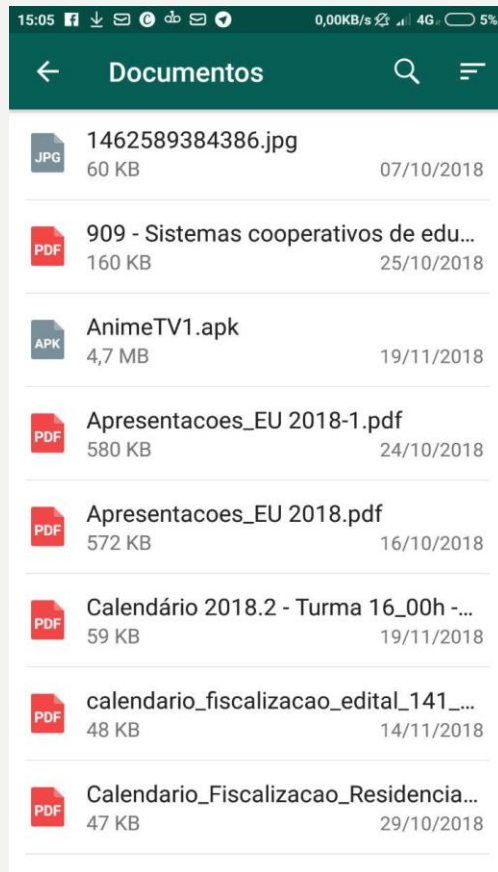 15:05 0,00KB/s 4G 5%
Documentos
JPG
1462589384386.jpg
60 KB 07/10/2018
PDF
909 - Sistemas cooperativos de edu...
160 KB 25/10/2018
APK
AnimeTV1.apk
4,7 MB 19/11/2018
PDF
Apresentacoes_EU 2018-1.pdf
580 KB 24/10/2018
PDF
Apresentacoes_EU 2018.pdf
572 KB 16/10/2018
PDF
Calendário 2018.2 - Turma 16_00h -...
59 KB 19/11/2018
PDF
calendario_fiscalizacao_edital_141_...
48 KB 14/11/2018
PDF
Calendario_Fiscalizacao_Residencia...
47 KB 29/10/2018